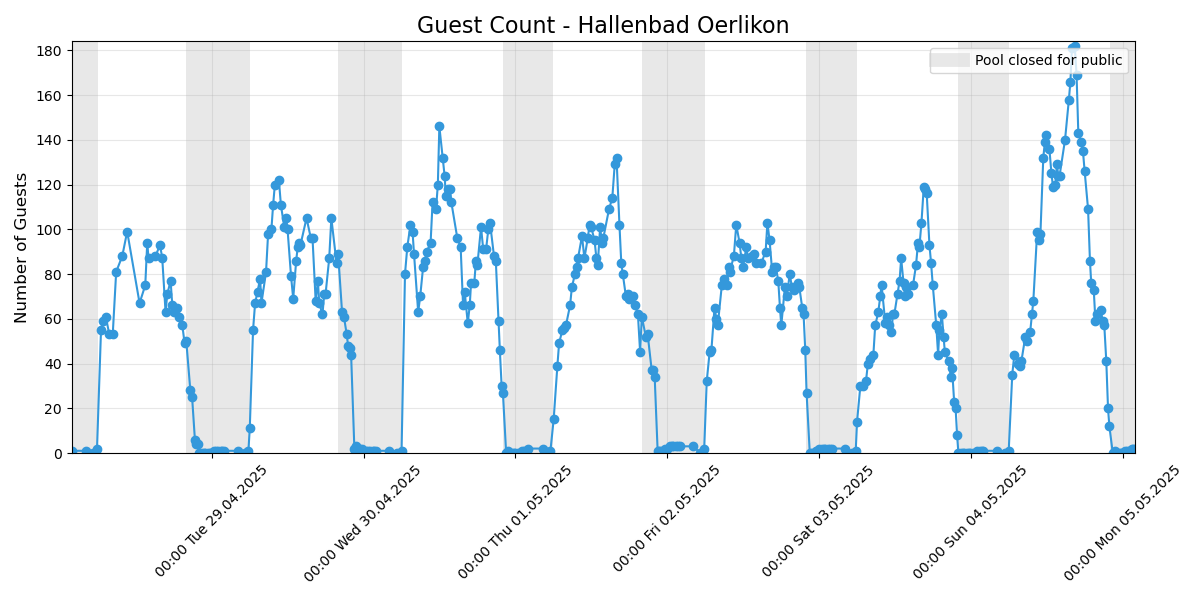 Guest Count - Hallenbad Oerlikon
Pool closed for public
Number of Guests
180
160
140
120
100
80
60
40
20
0
00:00 Tue 29.04.2025
00:00 Wed 30.04.2025
00:00 Thu 01.05.2025
00:00 Fri 02.05.2025
00:00 Sat 03.05.2025
00:00 Sun 04.05.2025
00:00 Mon 05.05.2025